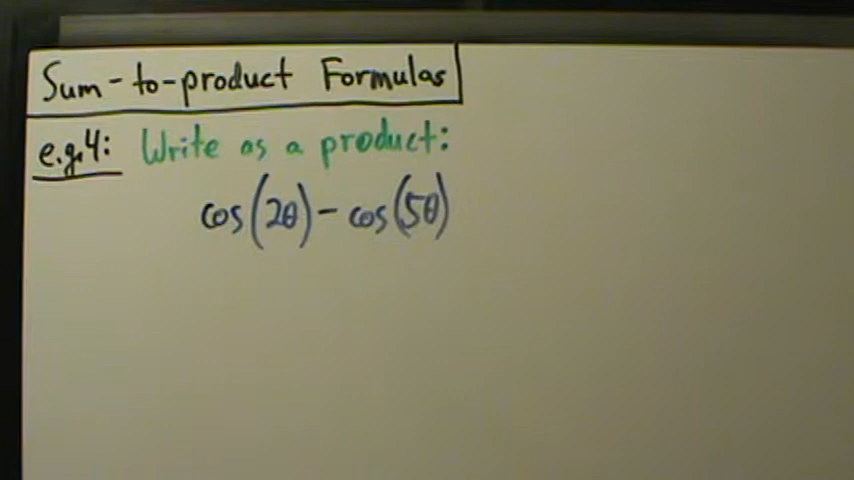 Sum-to-product Formulas
e.g.4: Write as a product:
cos(2θ) - cos(5θ)